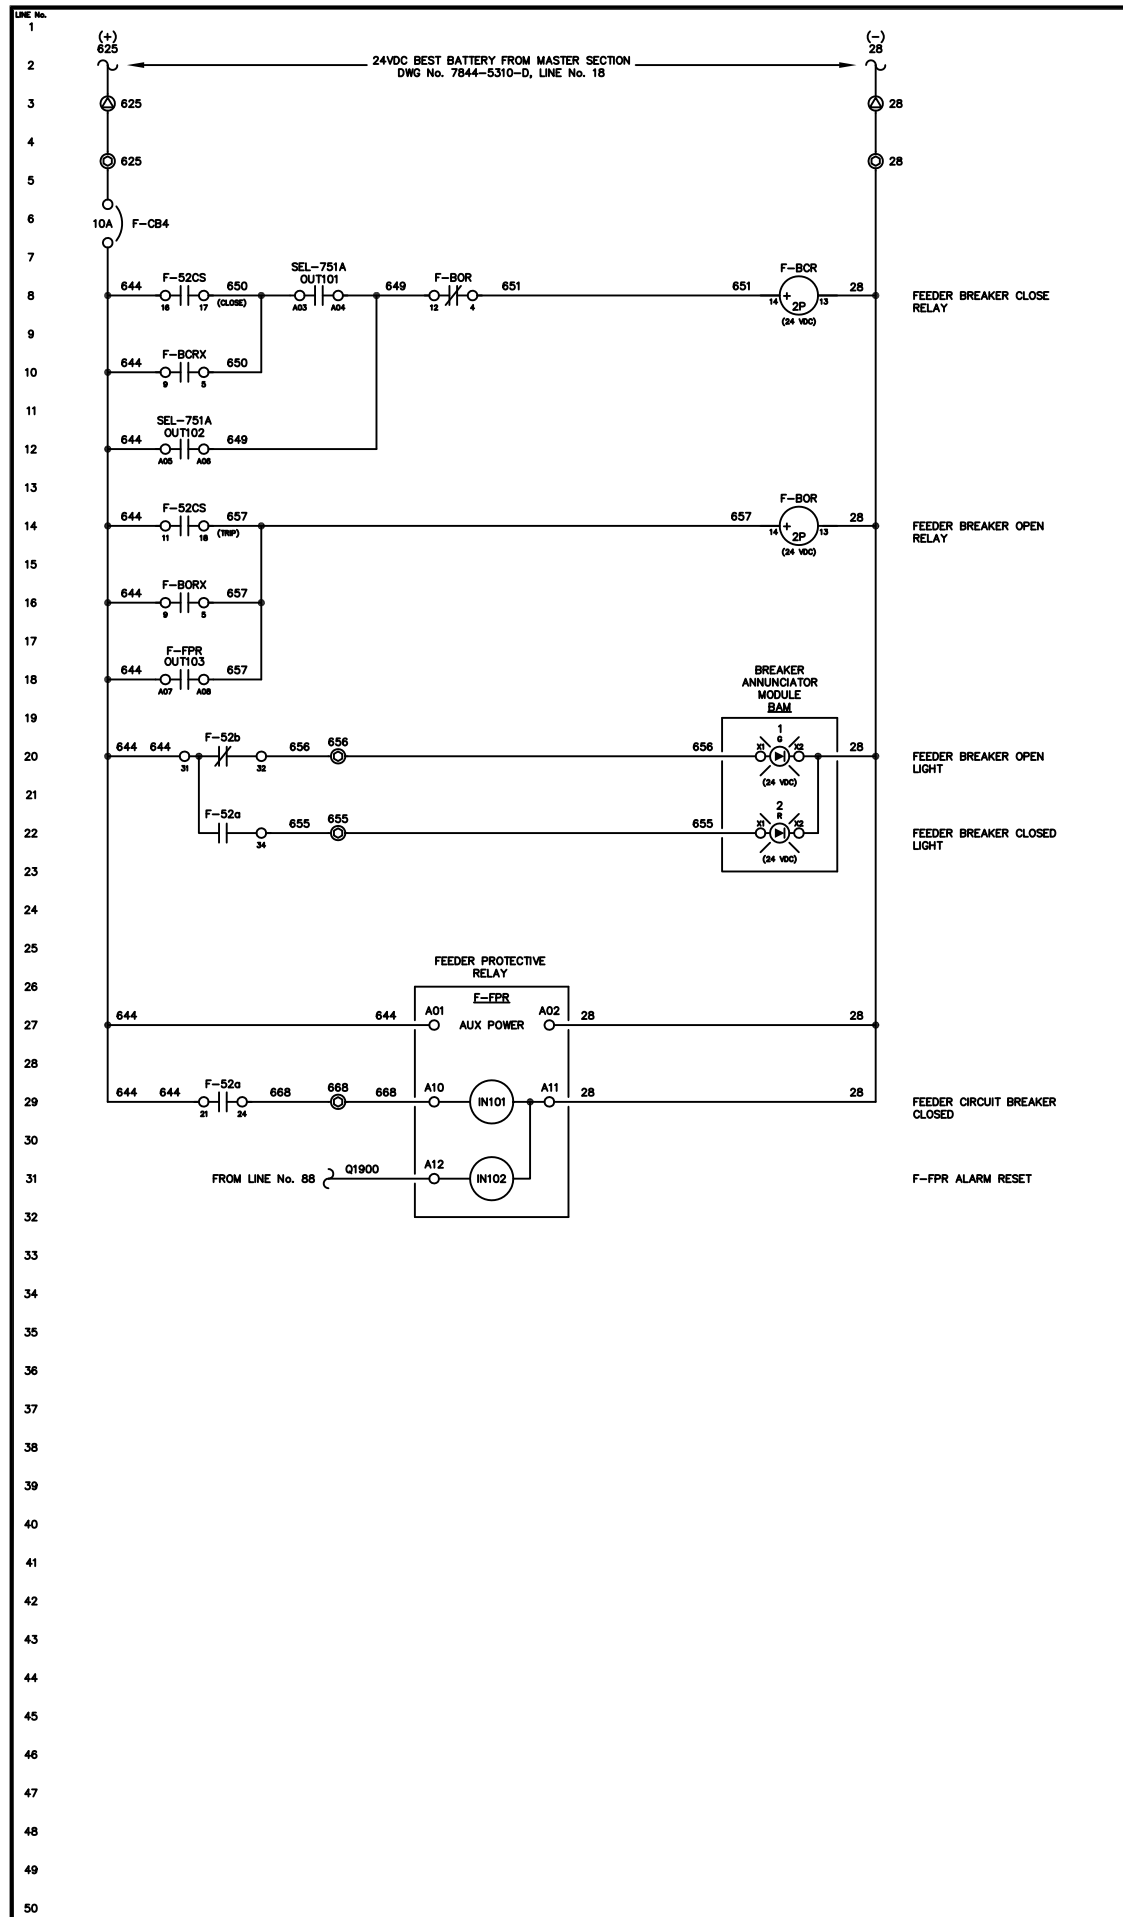 LINE No.
1
(+)
625
(-)
28
2
24VDC BEST BATTERY FROM MASTER SECTION
DWG No. 7844-5310-D, LINE No. 18
3
625
28
4
625
28
5
6
10A
F-CB4
7
F-52CS
SEL-751A
OUT101
F-BOR
F-BCR
8
644
650
649
651
651
28
16
17
(CLOSE)
A03
A04
12
4
14
+
2P
13
(24 VDC)
FEEDER BREAKER CLOSE
RELAY
9
F-BCRX
10
644
650
9
5
11
SEL-751A
OUT102
12
644
649
A05
A06
13
F-52CS
F-BOR
14
644
657
657
28
11
18
(TRIP)
14
+
2P
13
(24 VDC)
FEEDER BREAKER OPEN
RELAY
15
F-BORX
16
644
657
9
5
17
F-FPR
OUT103
18
644
657
A07
A08
BREAKER
ANNUNCIATOR
MODULE
BAM
19
F-52b
1
G
20
644
644
656
656
656
X1
X2
28
31
32
(24 VDC)
FEEDER BREAKER OPEN
LIGHT
21
F-52a
2
R
22
655
655
655
X1
X2
34
(24 VDC)
FEEDER BREAKER CLOSED
LIGHT
23
24
25
FEEDER PROTECTIVE
RELAY
26
F-FPR
27
644
644
A01
AUX POWER
A02
28
28
28
F-52a
29
644
644
668
668
668
A10
IN101
A11
28
28
21
24
FEEDER CIRCUIT BREAKER
CLOSED
30
31
FROM LINE No. 88
Q1900
A12
IN102
F-FPR ALARM RESET
32
33
34
35
36
37
38
39
40
41
42
43
44
45
46
47
48
49
50